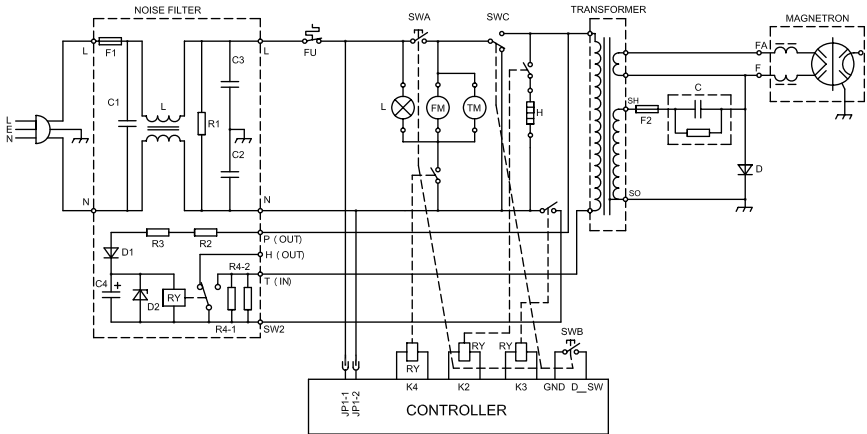 NOISE FILTER
SWA
SWC
TRANSFORMER
MAGNETRON
L
F1
L
FU
FA
F
C3
C1
L
R1
C2
L
FM
TM
H
SH
F2
C
D
SO
L
E
N
N
N
R3
R2
P (OUT)
H (OUT)
D1
R4-2
T (IN)
C4
+
D2
RY
R4-1
SW2
SWB
RY
RY
RY
K4
K2
K3
GND
D__SW
JP1-1
JP1-2
CONTROLLER